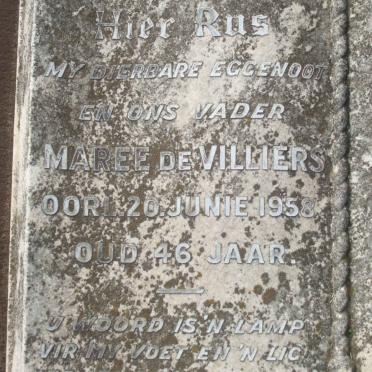 Hier Rus
MY DIERBARE EGGENOOT
EN ONS VADER
MAREE DE VILLIERS
OORL. 20. JUNIE 1958
OUD 46 JAAR.
U WOORD IS 'N LAMP
VIR MY VOET EN 'N LIG